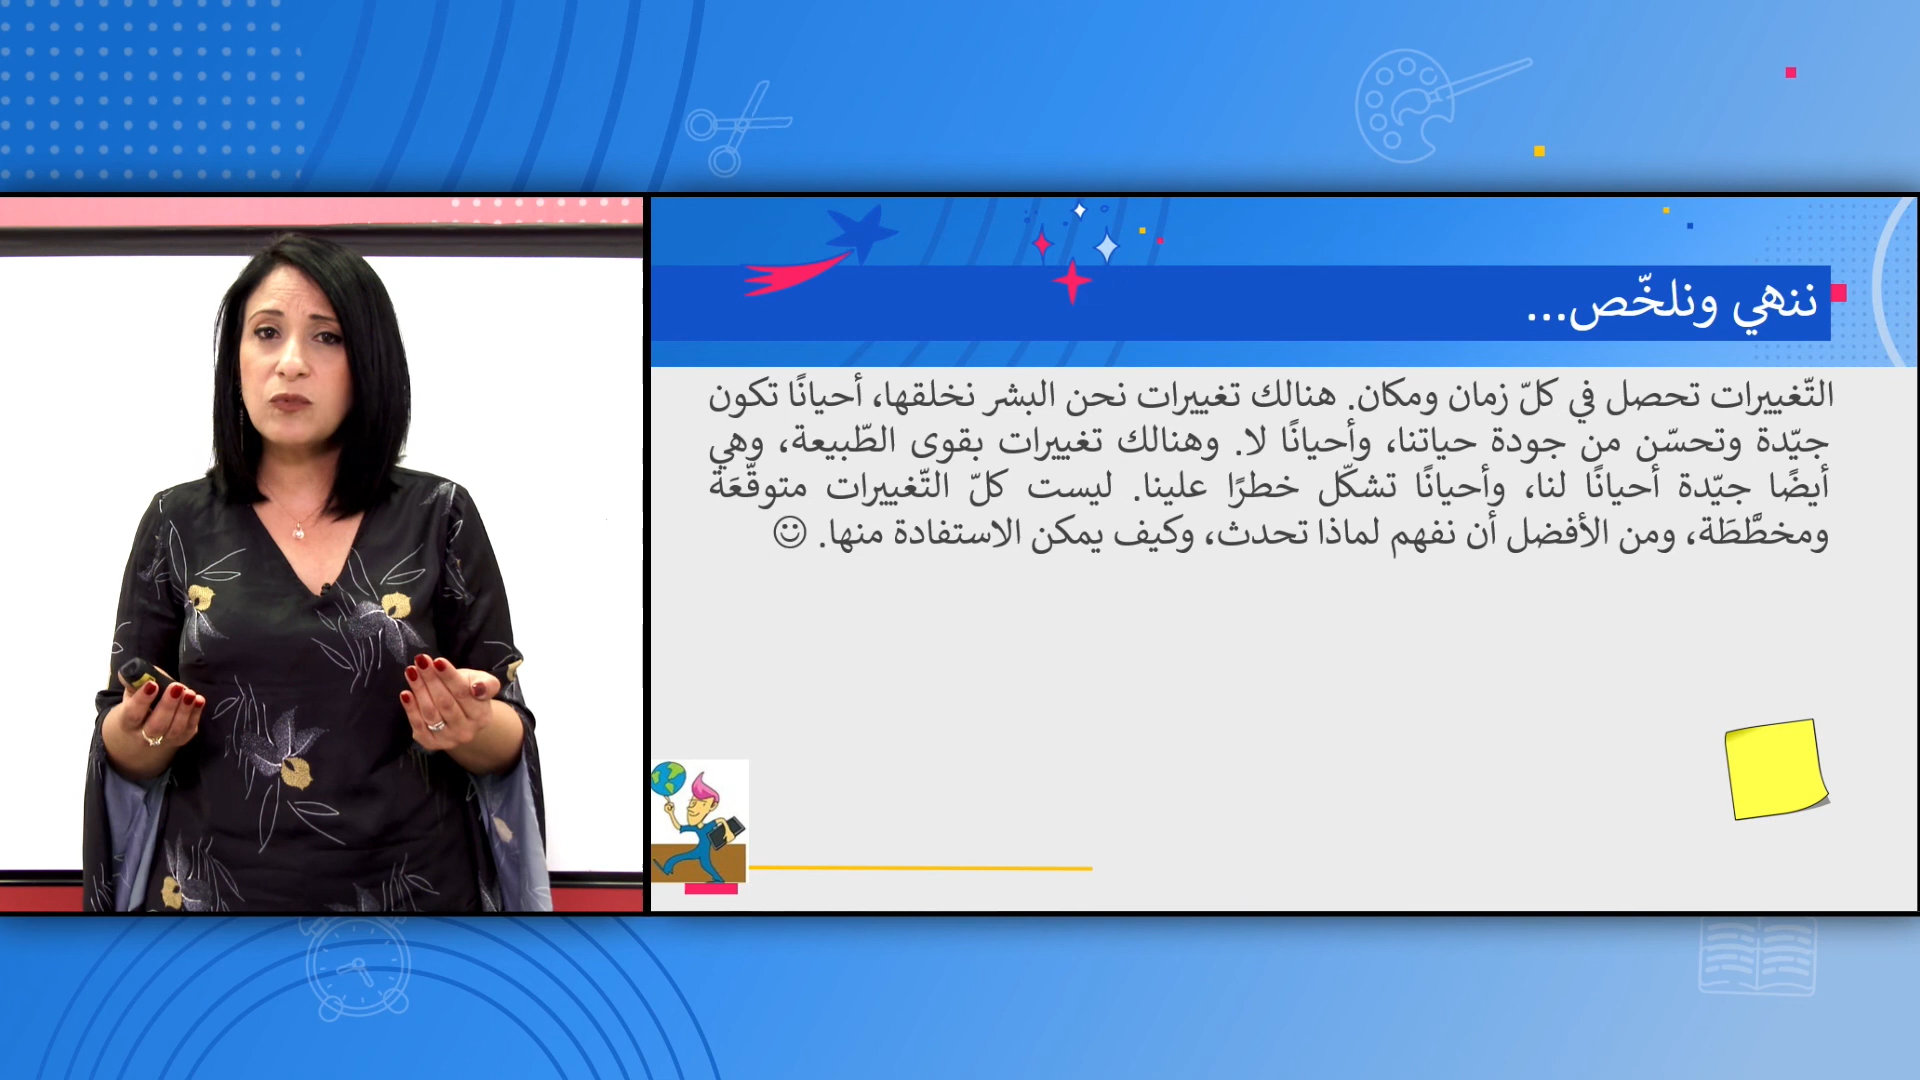 ننهي ونلخّص...
التّغييرات تحصل في كلّ زمان ومكان. هنالك تغييرات نحن البشر نخلقها، أحيانًا تكون
جيّدة وتحسّن من جودة حياتنا، وأحيانًا لا. وهنالك تغييرات بقوى الطّبيعة، وهي
أيضًا جيّدة أحيانًا لنا، وأحيانًا تشكّل خطرًا علينا. ليست كلّ التّغييرات متوقّعَة
ومخطَّطَة، ومن الأفضل أن نفهم لماذا تحدث، وكيف يمكن الاستفادة منها. ☺